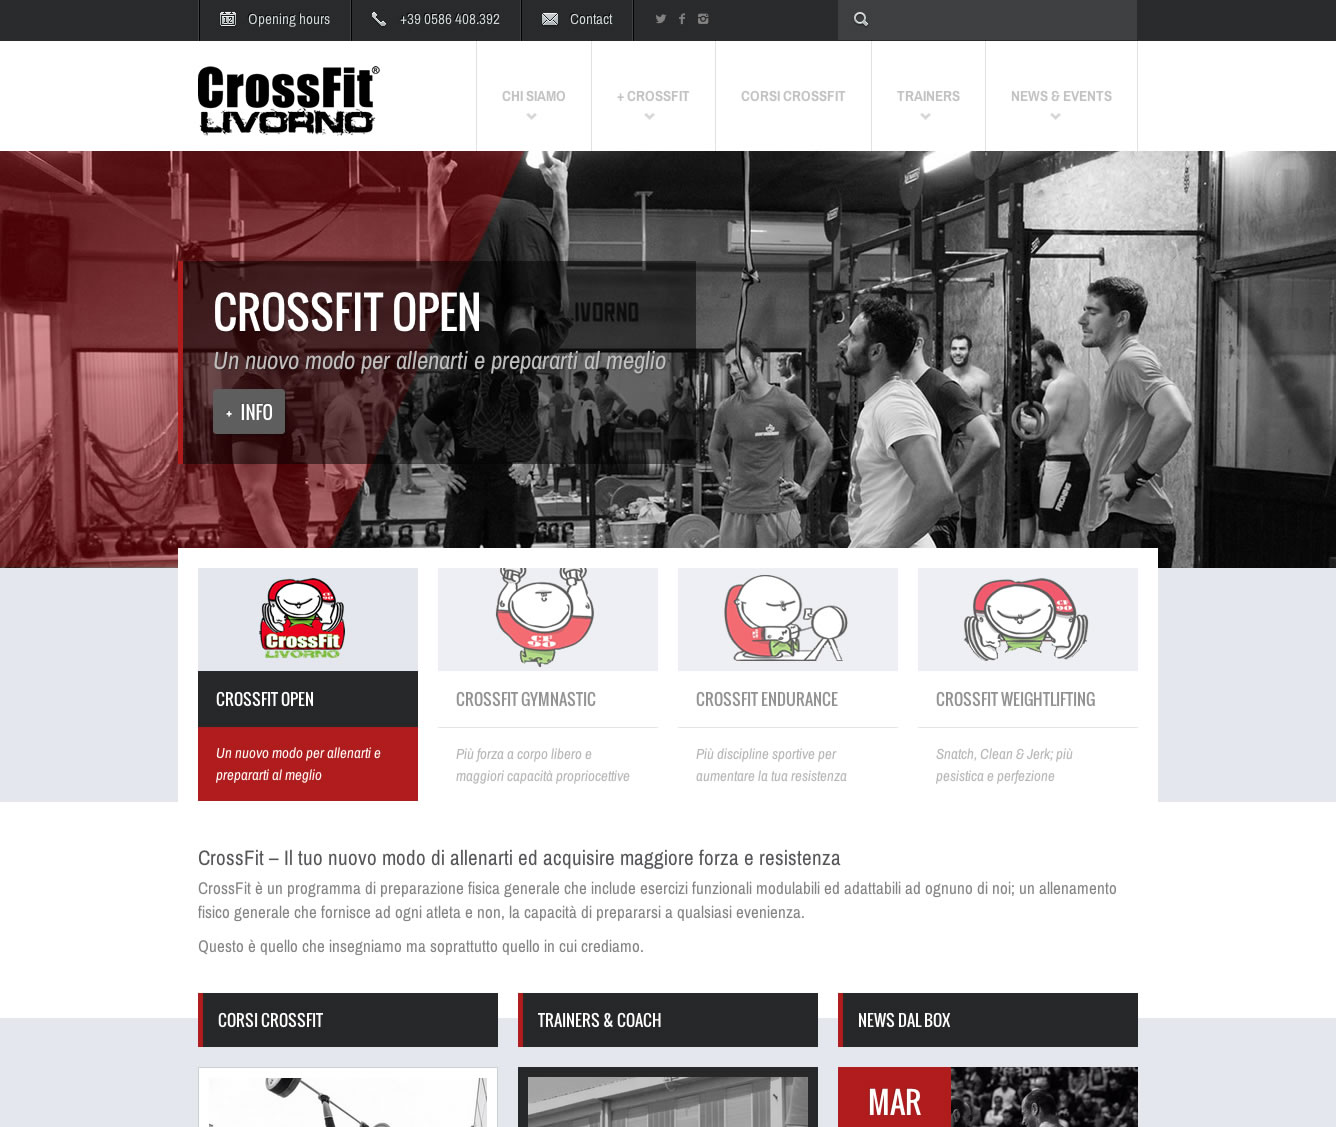 Opening hours
+39 0586 408.392
Contact
CrossFit®
LIVORNO
CHI SIAMO
+ CROSSFIT
CORSI CROSSFIT
TRAINERS
NEWS & EVENTS
LIVORNO
CROSSFIT OPEN
Un nuovo modo per allenarti e prepararti al meglio
+ INFO
CrossFit
LIVORNO
CROSSFIT OPEN
Un nuovo modo per allenarti e
prepararti al meglio
CROSSFIT GYMNASTIC
Più forza a corpo libero e
maggiori capacità propriocettive
CROSSFIT ENDURANCE
Più discipline sportive per
aumentare la tua resistenza
CROSSFIT WEIGHTLIFTING
Snatch, Clean & Jerk; più
pesistica e perfezione
CrossFit – Il tuo nuovo modo di allenarti ed acquisire maggiore forza e resistenza
CrossFit è un programma di preparazione fisica generale che include esercizi funzionali modulabili ed adattabili ad ognuno di noi; un allenamento
fisico generale che fornisce ad ogni atleta e non, la capacità di prepararsi a qualsiasi evenienza.
Questo è quello che insegniamo ma soprattutto quello in cui crediamo.
CORSI CROSSFIT
TRAINERS & COACH
NEWS DAL BOX
MAR